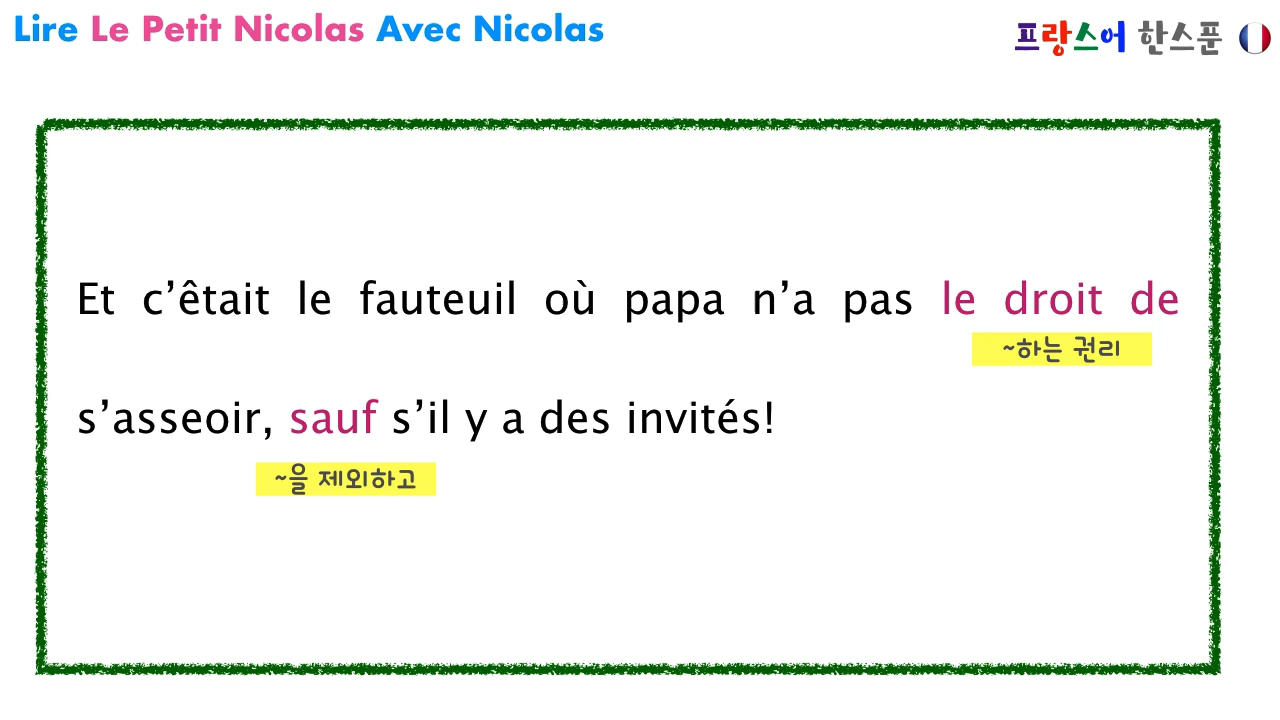 Lire Le Petit Nicolas Avec Nicolas
프랑스어 한스푼
Et c’êtait le fauteuil où papa n’a pas le droit de
~하는 권리
s’asseoir, sauf s’il y a des invités!
~을 제외하고